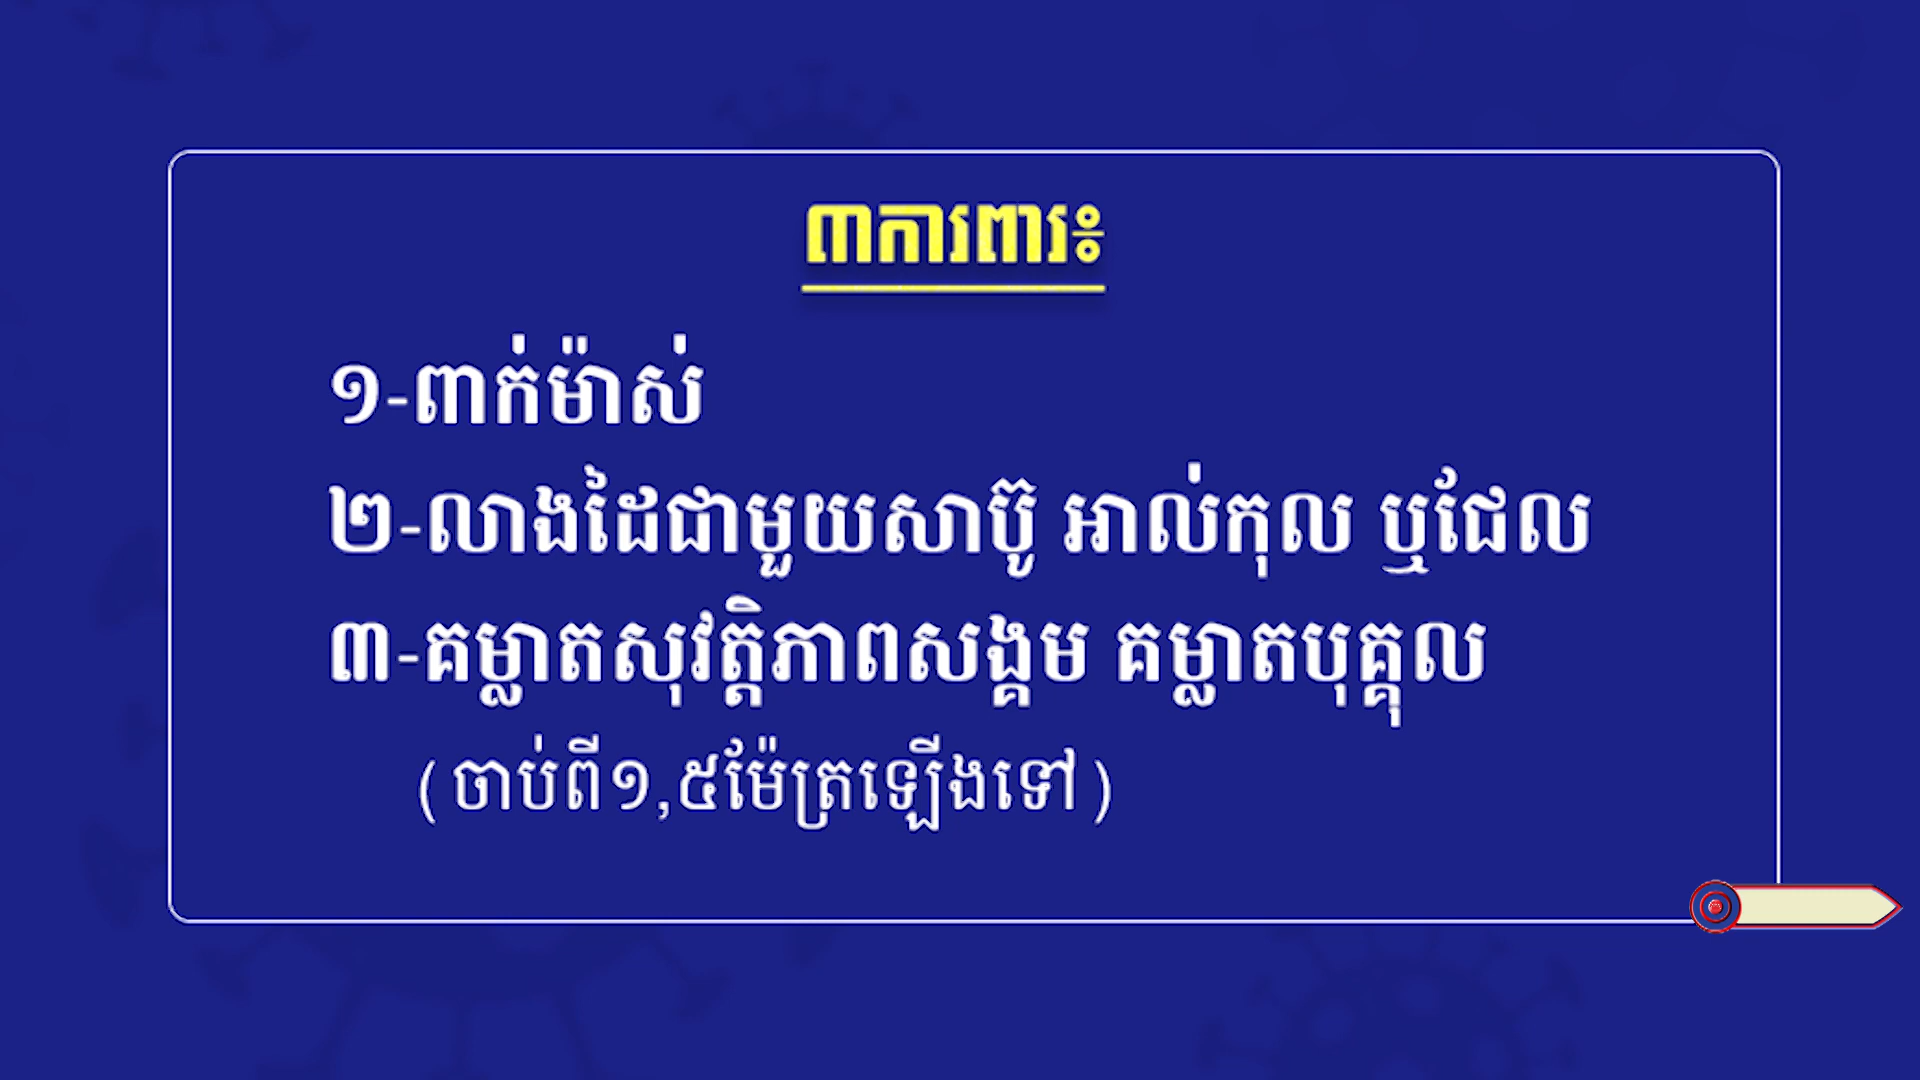 ៣ការពារ៖
១-ពាក់ម៉ាស់
២-លាងដៃជាមួយសាប៊ូ អាល់កុល ឬជែល
៣-គម្លាតសុវត្តិភាពសង្គម គម្លាតបុគ្គល
(ចាប់ពី១,៥ម៉ែត្រឡើងទៅ)